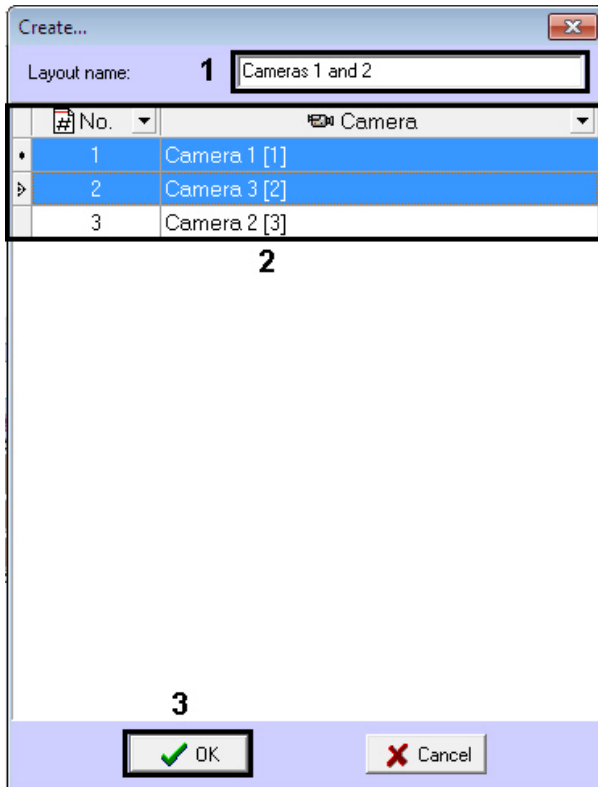 Create...
Layout name: 1 Cameras 1 and 2
# No. Camera
1 Camera 1 [1]
2 Camera 3 [2]
3 Camera 2 [3]
2
3
OK Cancel